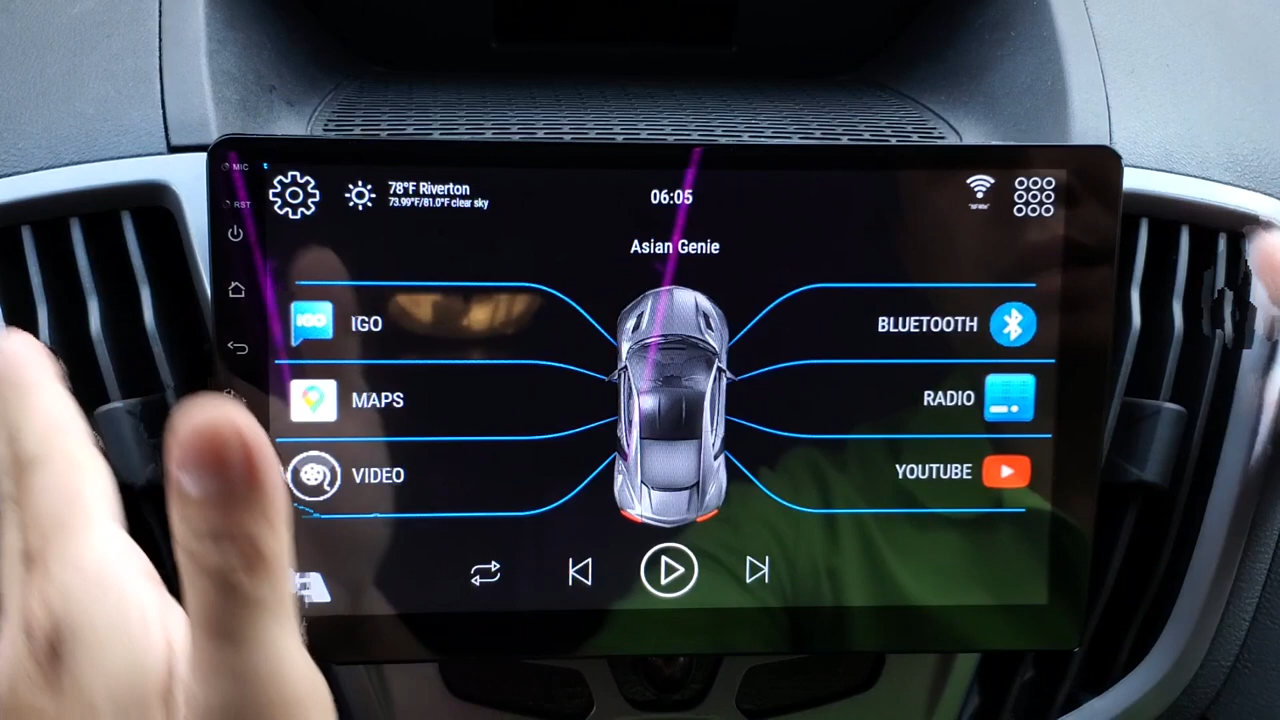 MIC
RST
78°F Riverton
73.99°F/81.0°F clear sky
06:05
Asian Genie
iGO
IGO
BLUETOOTH
MAPS
RADIO
VIDEO
YOUTUBE